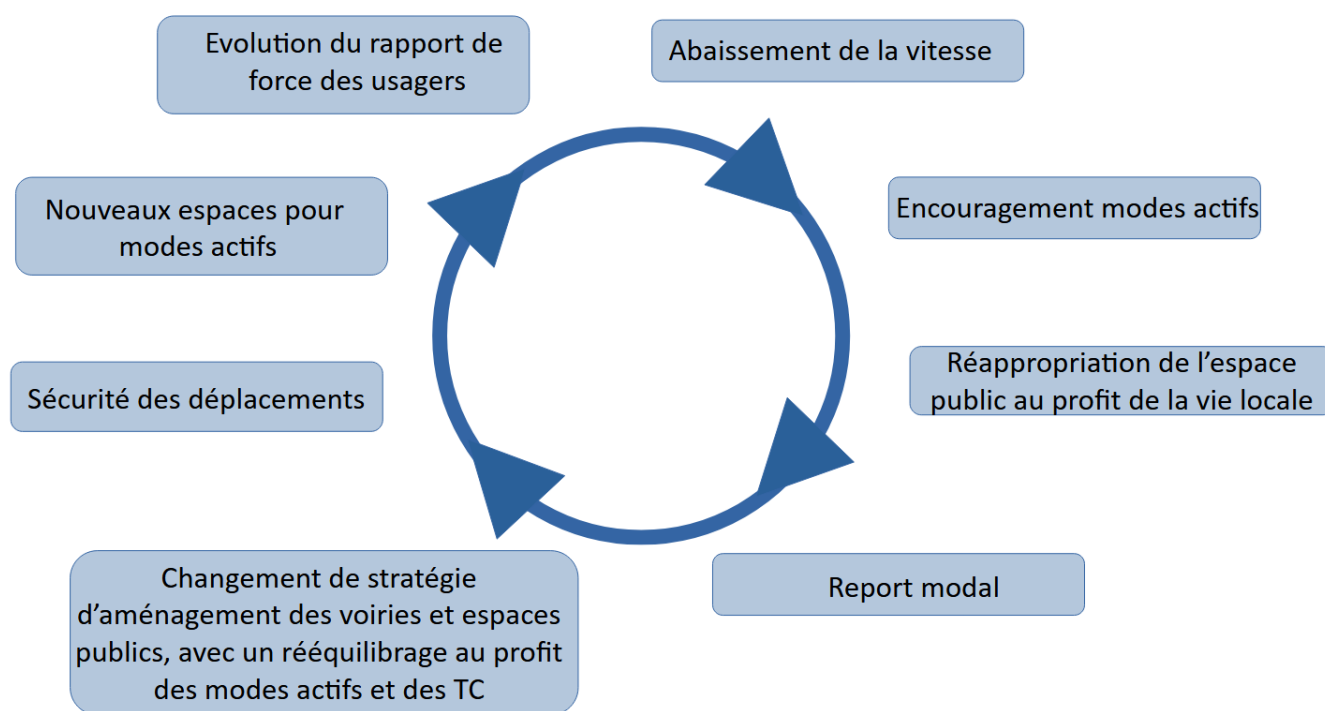 Evolution du rapport de
force des usagers
Abaissement de la vitesse
Encouragement modes actifs
Réappropriation de l’espace
public au profit de la vie locale
Report modal
Changement de stratégie
d’aménagement des voiries et espaces
publics, avec un rééquilibrage au profit
des modes actifs et des TC
Sécurité des déplacements
Nouveaux espaces pour
modes actifs